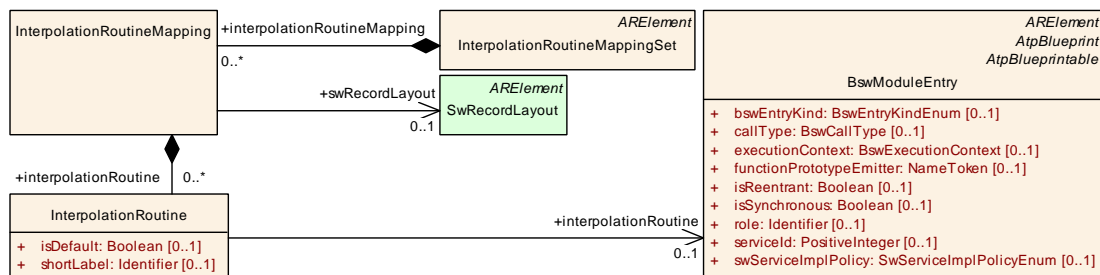 InterpolationRoutineMapping
+interpolationRoutineMapping
0..*
ARElement
InterpolationRoutineMappingSet
+swRecordLayout
0..1
ARElement
SwRecordLayout
+interpolationRoutine
0..*
InterpolationRoutine
+ isDefault: Boolean [0..1]
+ shortLabel: Identifier [0..1]
+interpolationRoutine
0..1
ARElement
AtpBlueprint
AtpBlueprintable
BswModuleEntry
+ bswEntryKind: BswEntryKindEnum [0..1]
+ callType: BswCallType [0..1]
+ executionContext: BswExecutionContext [0..1]
+ functionPrototypeEmitter: NameToken [0..1]
+ isReentrant: Boolean [0..1]
+ isSynchronous: Boolean [0..1]
+ role: Identifier [0..1]
+ serviceId: PositiveInteger [0..1]
+ swServiceImplPolicy: SwServiceImplPolicyEnum [0..1]